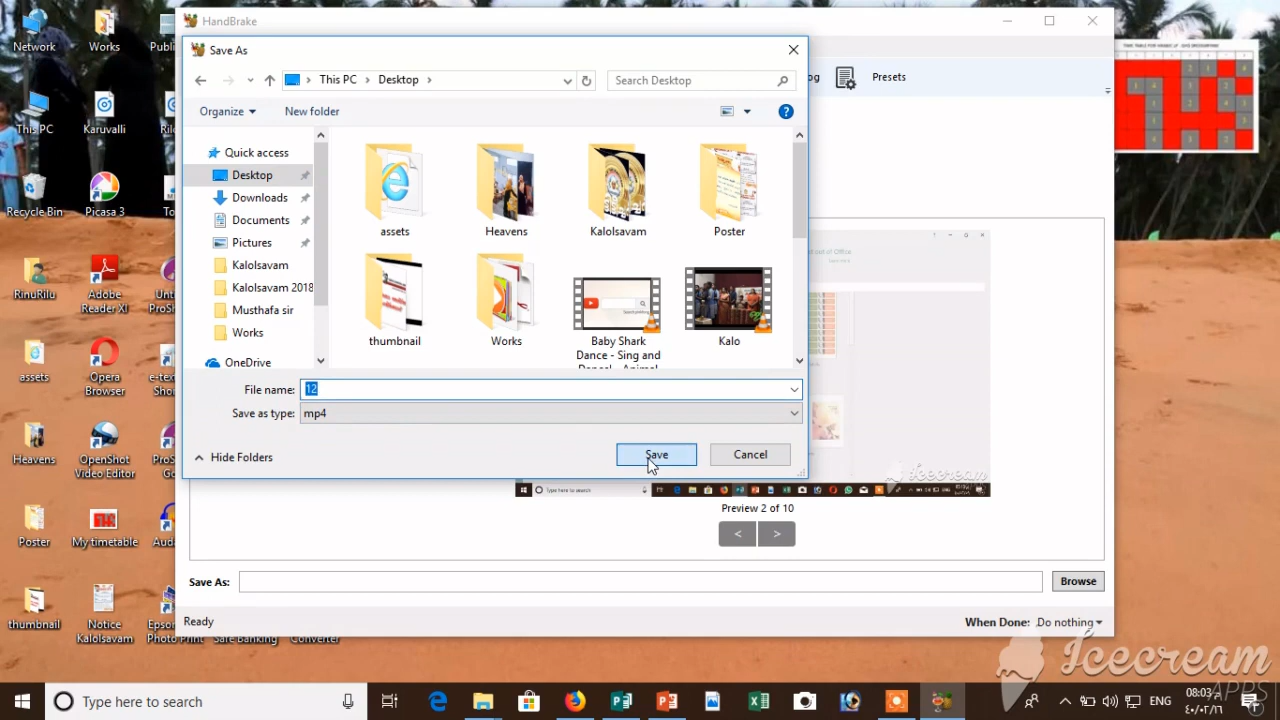 HandBrake
Save As
This PC
Desktop
Search Desktop
Organize
New folder
Quick access
Desktop
Downloads
Documents
Pictures
Kalolsavam
Kalolsavam 2018
Musthafa sir
Works
OneDrive
assets
Heavens
Kalolsavam
Poster
thumbnail
Works
Baby Shark
Dance - Sing and
Kalo
File name: 12
Save as type: mp4
Hide Folders
Save
Cancel
Presets
Preview 2 of 10
<
>
Save As:
Browse
Ready
When Done: Do nothing
Network
Works
This PC
Karuvalli
Recycle Bin
Picasa 3
RinuRilu
Adobe
Reader XI
assets
Opera
Browser
Heavens
OpenShot
Video Editor
Poster
My timetable
thumbnail
Notice
Kalolsavam
Epson
Photo Print
Safe Banking
Converter
Type here to search
ENG
08:03
Icecream
APPS